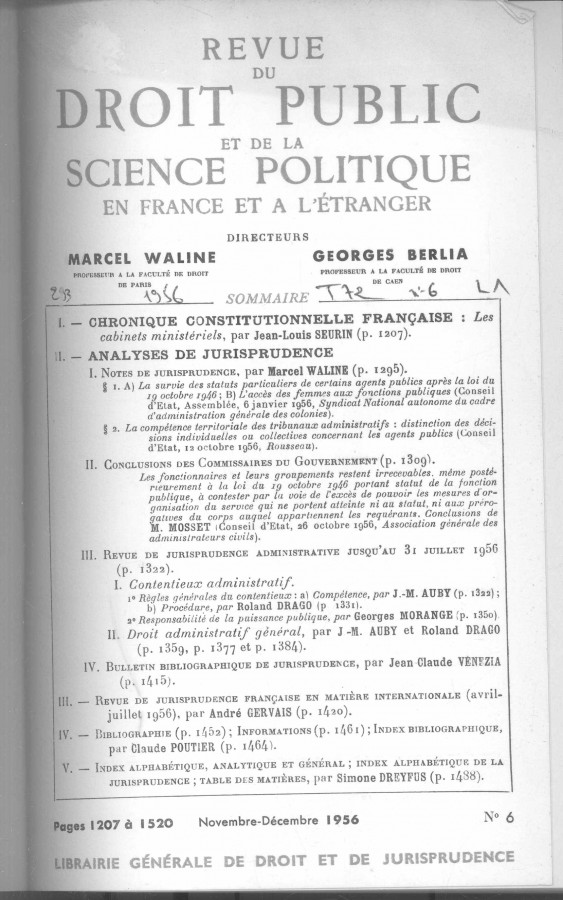 REVUE
DU
DROIT PUBLIC
ET DE LA
SCIENCE POLITIQUE
EN FRANCE ET A L'ÉTRANGER
DIRECTEURS
MARCEL WALINE
PROFESSEUR A LA FACULTÉ DE DROIT
DE PARIS
GEORGES BERLIA
PROFESSEUR A LA FACULTÉ DE DROIT
DE CAEN
1956 SOMMAIRE T 72 n° 6
I. — CHRONIQUE CONSTITUTIONNELLE FRANÇAISE : Les
cabinets ministériels, par Jean-Louis SEURIN (p. 1207).
II. — ANALYSES DE JURISPRUDENCE
I. NOTES DE JURISPRUDENCE, par Marcel WALINE (p. 1295).
§ 1. A) La survie des statuts particuliers de certains agents publics après la loi du
19 octobre 1946 ; B) L'accès des femmes aux fonctions publiques (Conseil
d'Etat, Assemblée, 6 janvier 1956, Syndicat National autonome du cadre
d'administration générale des colonies).
§ 2. La compétence territoriale des tribunaux administratifs : distinction des déci-
sions individuelles ou collectives concernant les agents publics (Conseil
d'Etat, 12 octobre 1956, Rousseau).
II. CONCLUSIONS DES COMMISSAIRES DU GOUVERNEMENT (p. 1309).
Les fonctionnaires et leurs groupements restent irrecevables, même posté-
rieurement à la loi du 19 octobre 1946 portant statut de la fonction
publique, à contester par la voie de l'excès de pouvoir les mesures d'or-
ganisation du service qui ne portent atteinte ni au statut, ni aux préro-
gatives du corps auquel appartiennent les requérants. Conclusions de
M. MOSSET (Conseil d'Etat, 26 octobre 1956, Association générale des
administrateurs civils).
III. REVUE DE JURISPRUDENCE ADMINISTRATIVE JUSQU'AU 31 JUILLET 1956
(p. 1322).
I. Contentieux administratif.
1° Règles générales du contentieux : a) Compétence, par J.-M. AUBY (p. 1322) ;
b) Procédure, par Roland DRAGO (p 1331).
2° Responsabilité de la puissance publique, par Georges MORANGE (p. 1350)
II. Droit administratif général, par J -M. AUBY et Roland DRAGO
(p. 1359, p. 1377 et p. 1384).
IV. BULLETIN BIBLIOGRAPHIQUE DE JURISPRUDENCE, par Jean-Claude VENEZIA
(p. 1415).
III. — REVUE DE JURISPRUDENCE FRANÇAISE EN MATIÈRE INTERNATIONALE (avril-
juillet 1956), par André GERVAIS (p. 1420).
IV. — BIBLIOGRAPHIE (p. 1452) ; INFORMATIONS (p. 1461) ; INDEX BIBLIOGRAPHIQUE,
par Claude POUTIER (p. 1464).
V. — INDEX ALPHABÉTIQUE, ANALYTIQUE ET GÉNÉRAL ; INDEX ALPHABÉTIQUE DE LA
JURISPRUDENCE ; TABLE DES MATIÈRES, par Simone DREYFUS (p. 1488).
Pages 1207 à 1520 Novembre-Décembre 1956 N° 6
LIBRAIRIE GÉNÉRALE DE DROIT ET DE JURISPRUDENCE